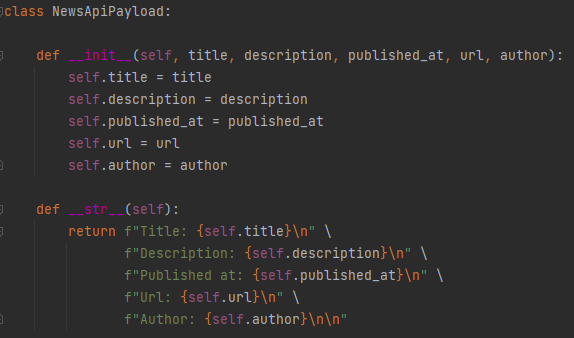 class NewsApiPayload:
def __init__(self, title, description, published_at, url, author):
self.title = title
self.description = description
self.published_at = published_at
self.url = url
self.author = author
def __str__(self):
return f"Title: {self.title}\n" \
f"Description: {self.description}\n" \
f"Published at: {self.published_at}\n" \
f"Url: {self.url}\n" \
f"Author: {self.author}\n\n"